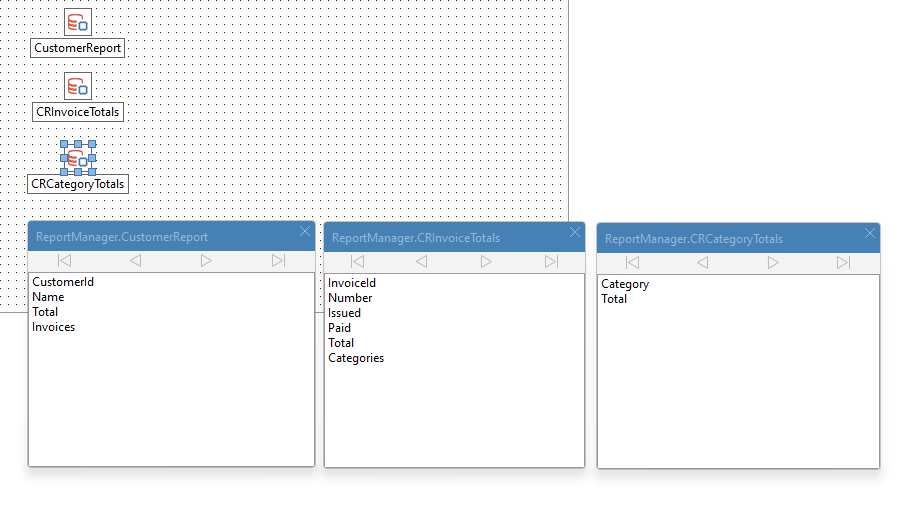 CustomerReport
CRInvoiceTotals
CRCategoryTotals
ReportManager.CustomerReport
CustomerId
Name
Total
Invoices
ReportManager.CRInvoiceTotals
InvoiceId
Number
Issued
Paid
Total
Categories
ReportManager.CRCategoryTotals
Category
Total